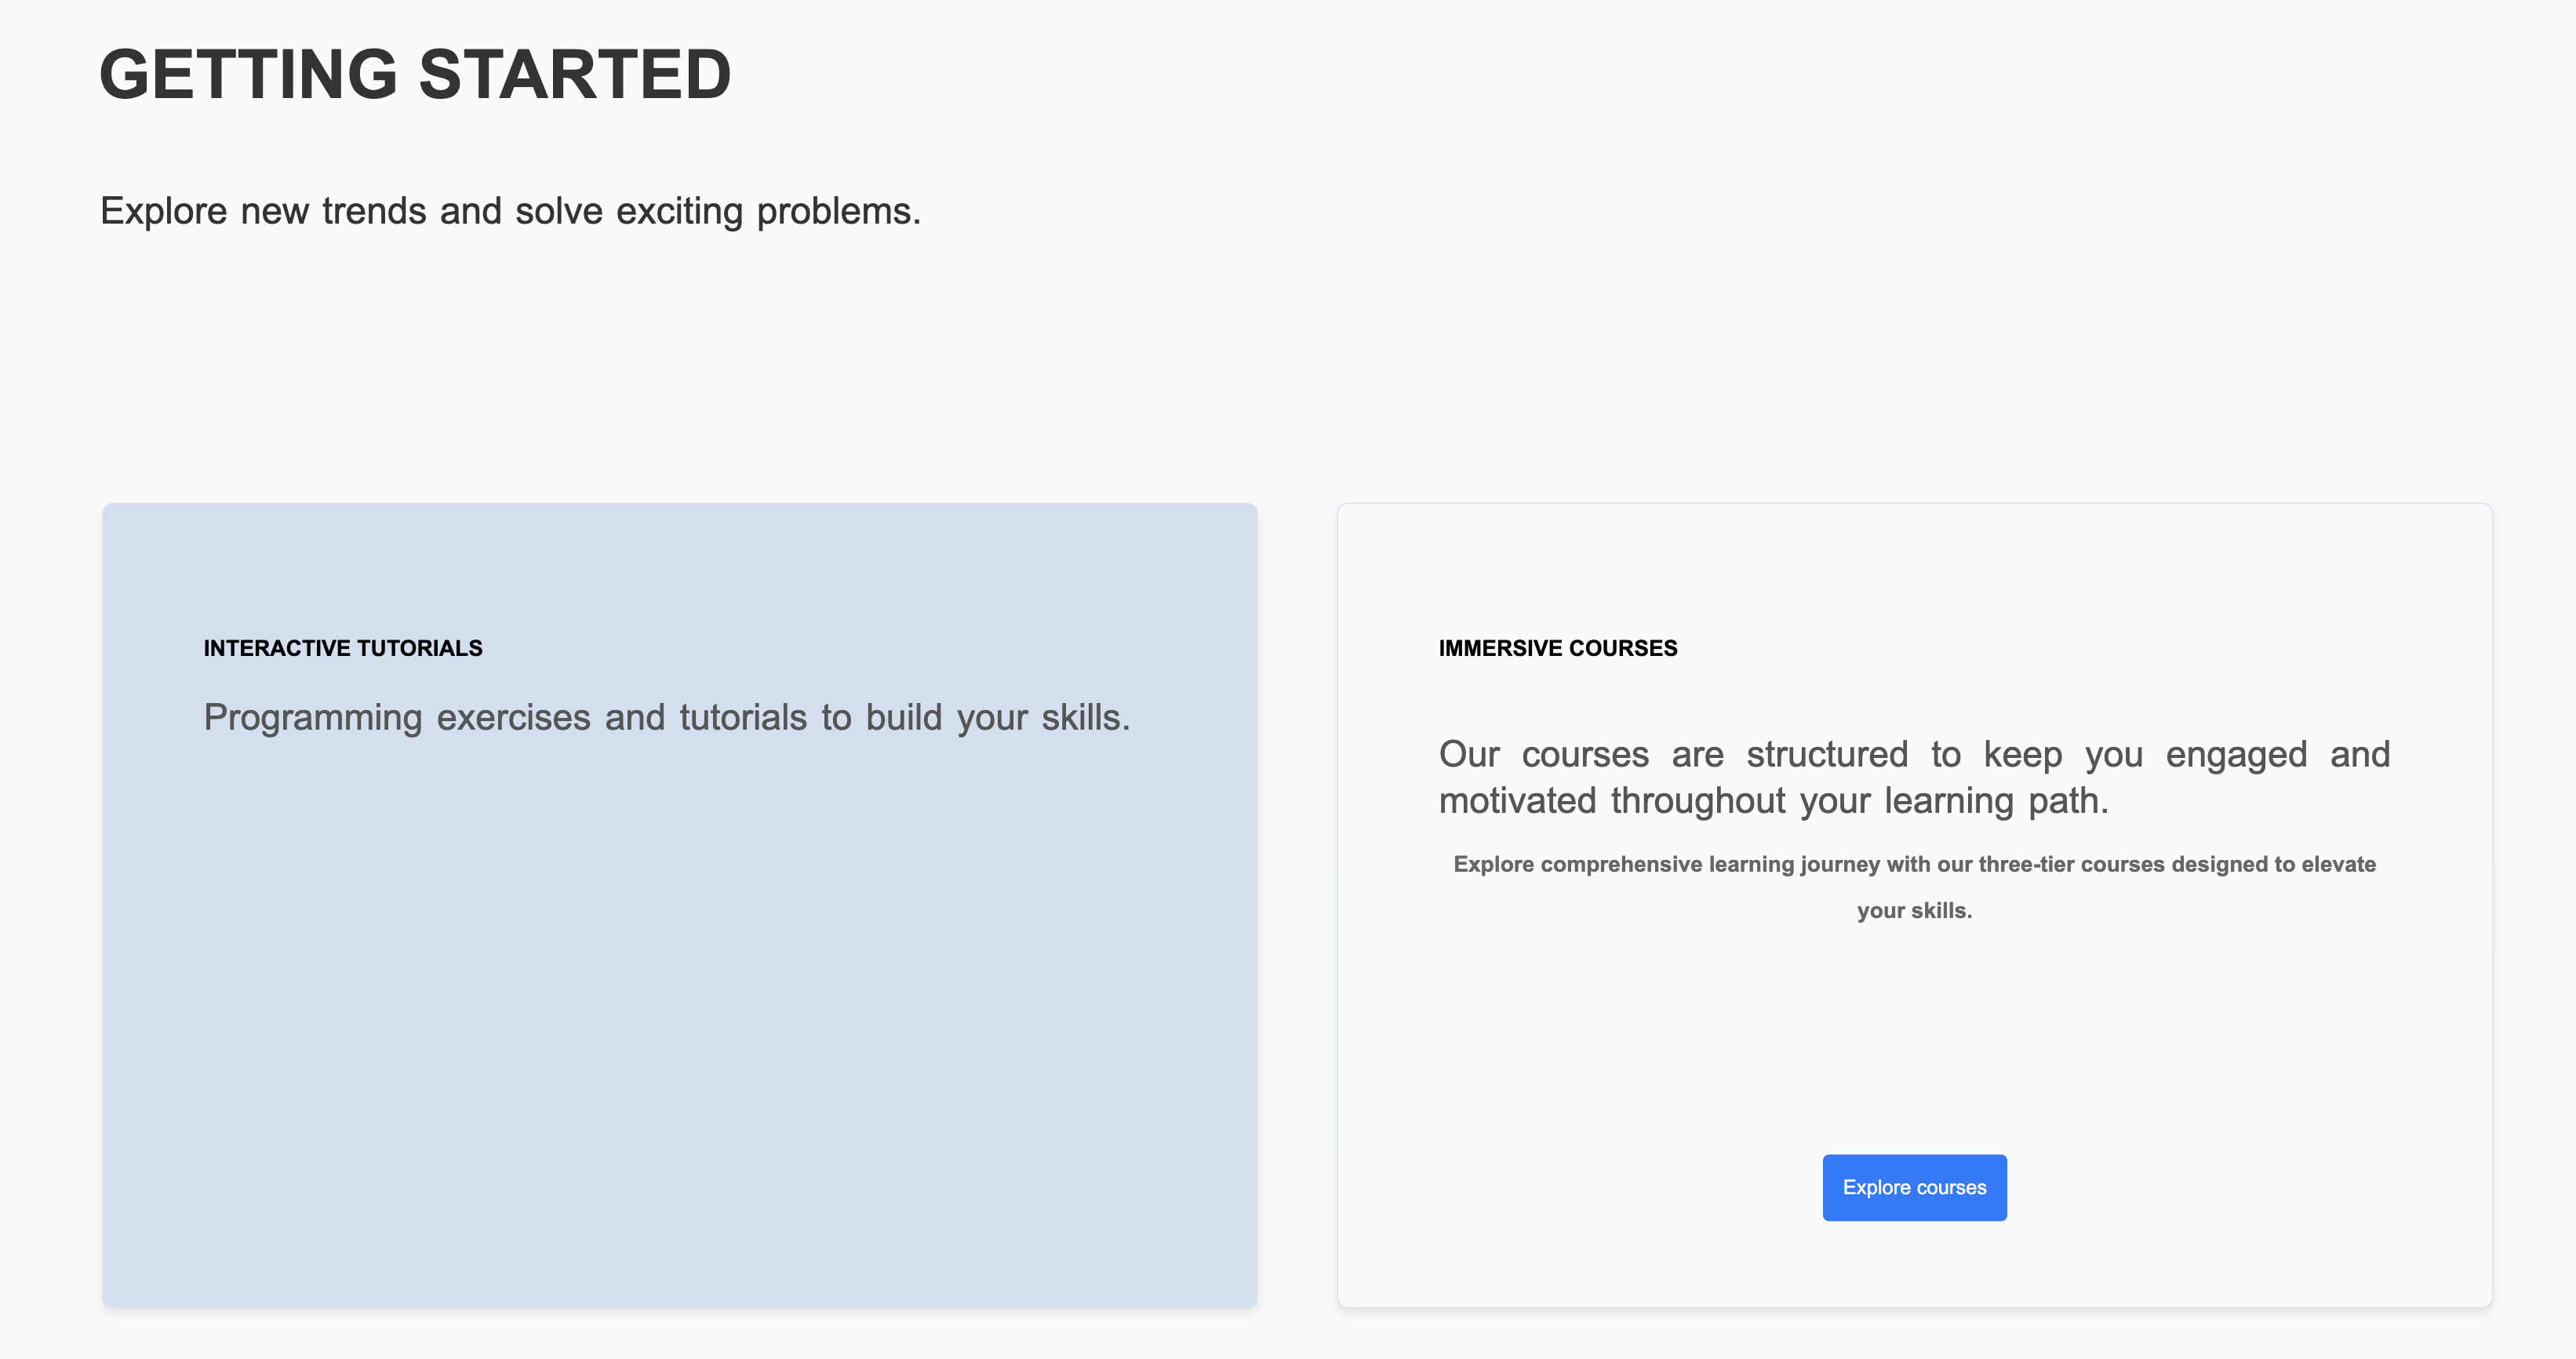 GETTING STARTED
Explore new trends and solve exciting problems.
INTERACTIVE TUTORIALS
Programming exercises and tutorials to build your skills.
IMMERSIVE COURSES
Our courses are structured to keep you engaged and
motivated throughout your learning path.
Explore comprehensive learning journey with our three-tier courses designed to elevate
your skills.
Explore courses